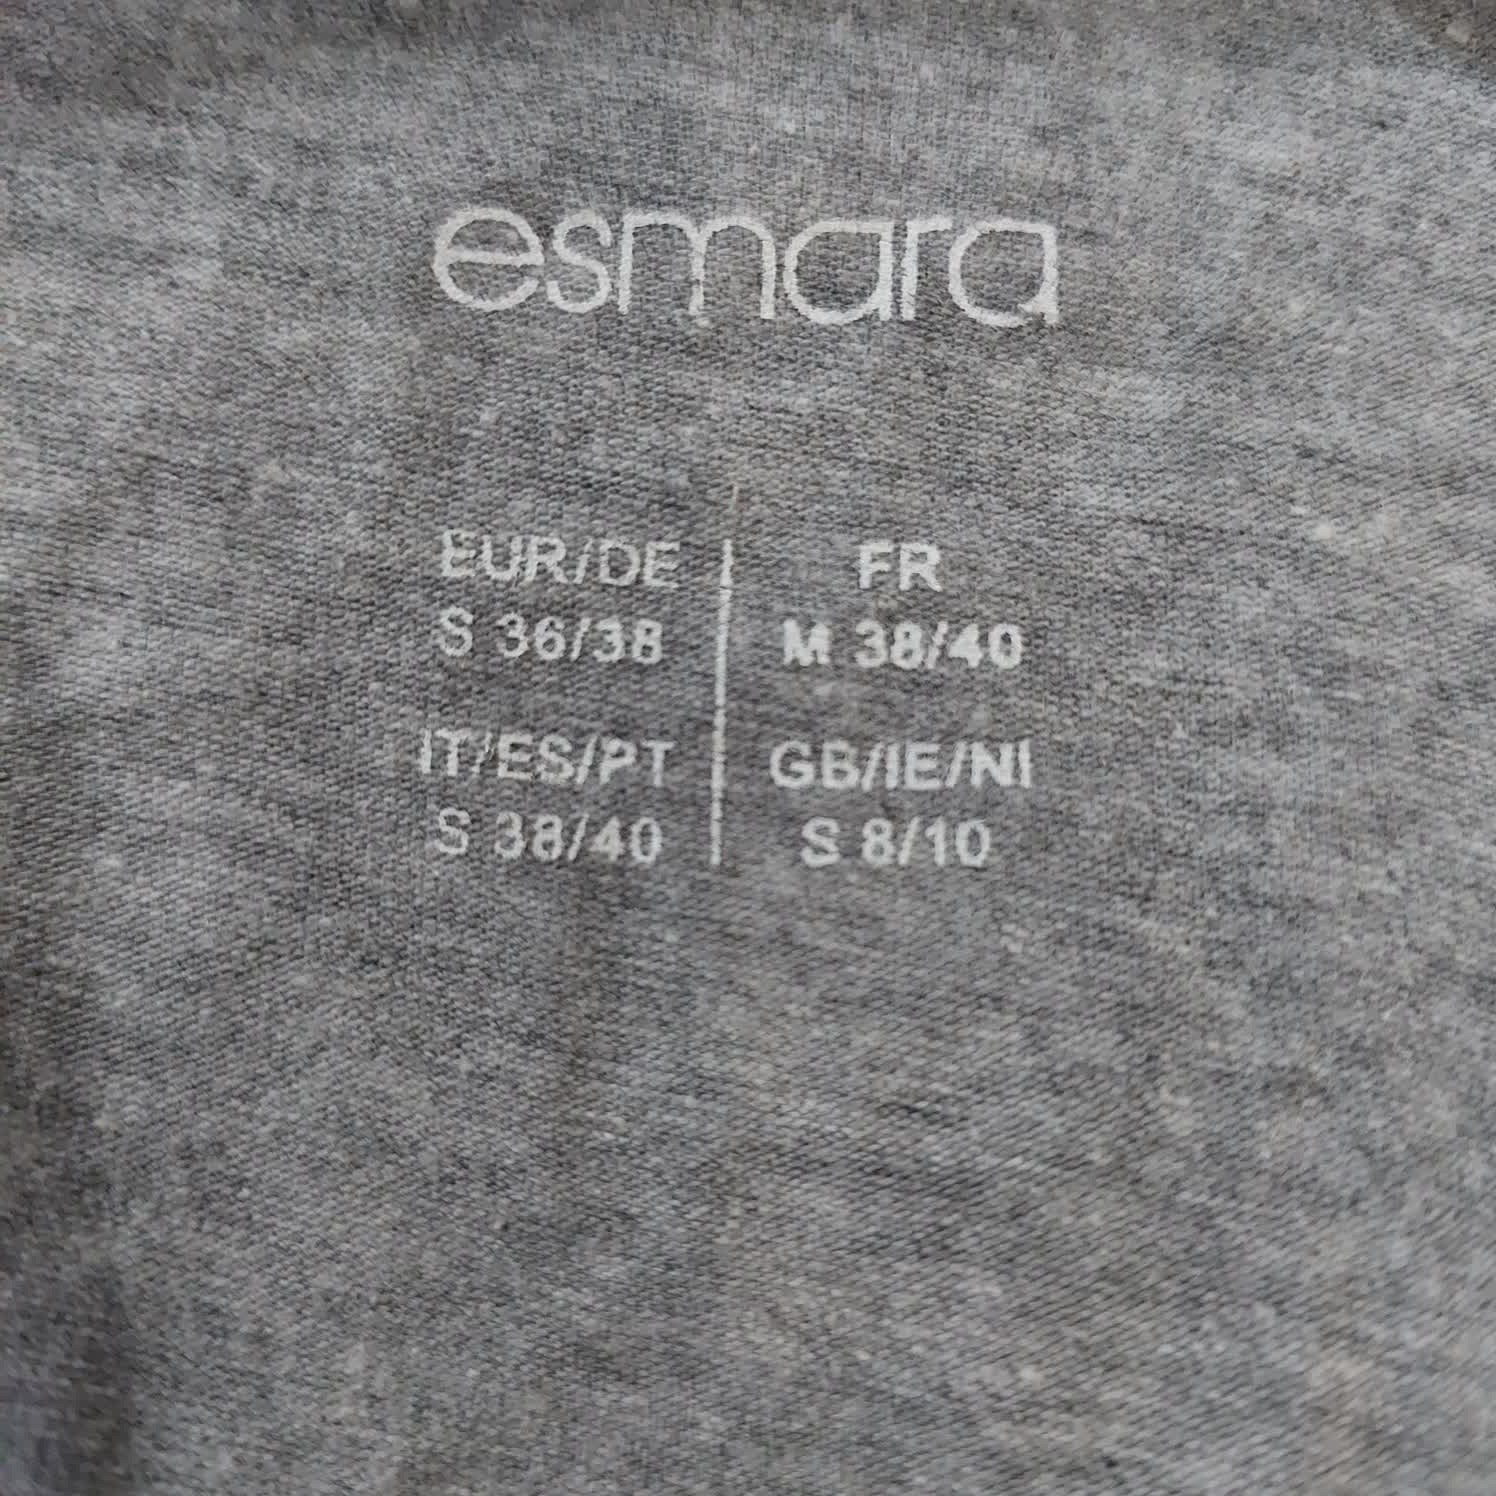 esmara
EUR/DE
S 36/38
FR
M 38/40
IT/ES/PT
S 38/40
GB/IE/NI
S 8/10